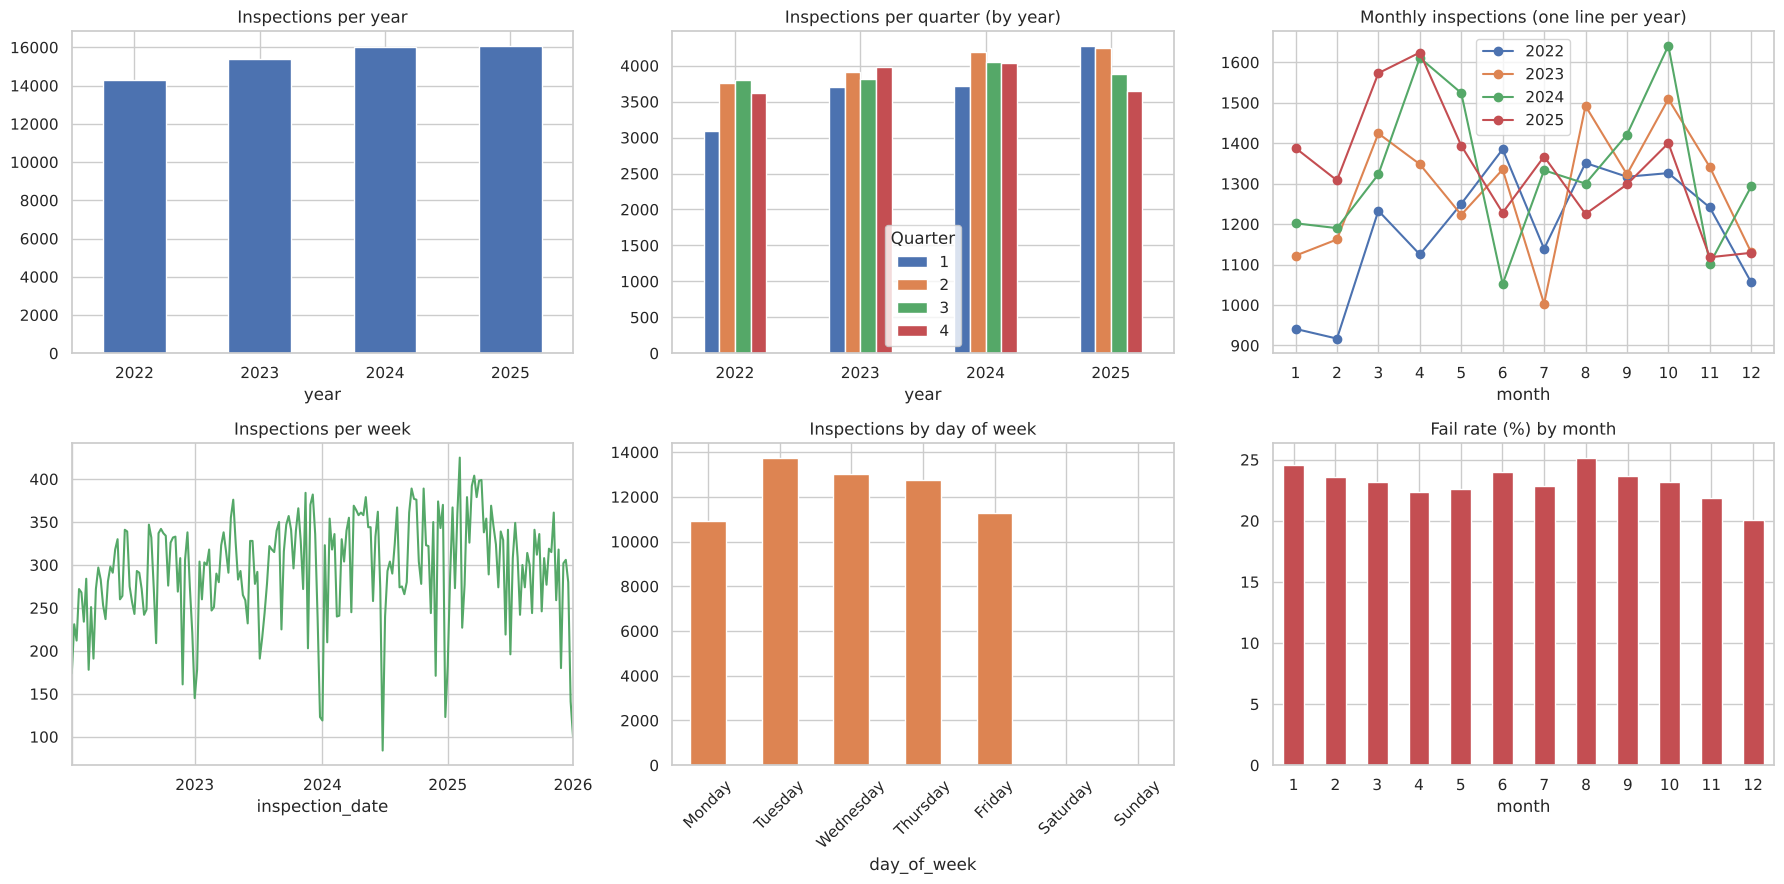 Inspections per year
16000
14000
12000
10000
8000
6000
4000
2000
0
2022 2023 2024 2025
year
Inspections per quarter (by year)
4000
3500
3000
2500
2000
1500
1000
500
0
Quarter
1
2
3
4
2022 2023 2024 2025
year
Monthly inspections (one line per year)
1600
1500
1400
1300
1200
1100
1000
900
2022
2023
2024
2025
1 2 3 4 5 6 7 8 9 10 11 12
month
Inspections per week
400
350
300
250
200
150
100
2023 2024 2025 2026
inspection_date
Inspections by day of week
14000
12000
10000
8000
6000
4000
2000
0
Monday Tuesday Wednesday Thursday Friday Saturday Sunday
day_of_week
Fail rate (%) by month
25
20
15
10
5
0
1 2 3 4 5 6 7 8 9 10 11 12
month